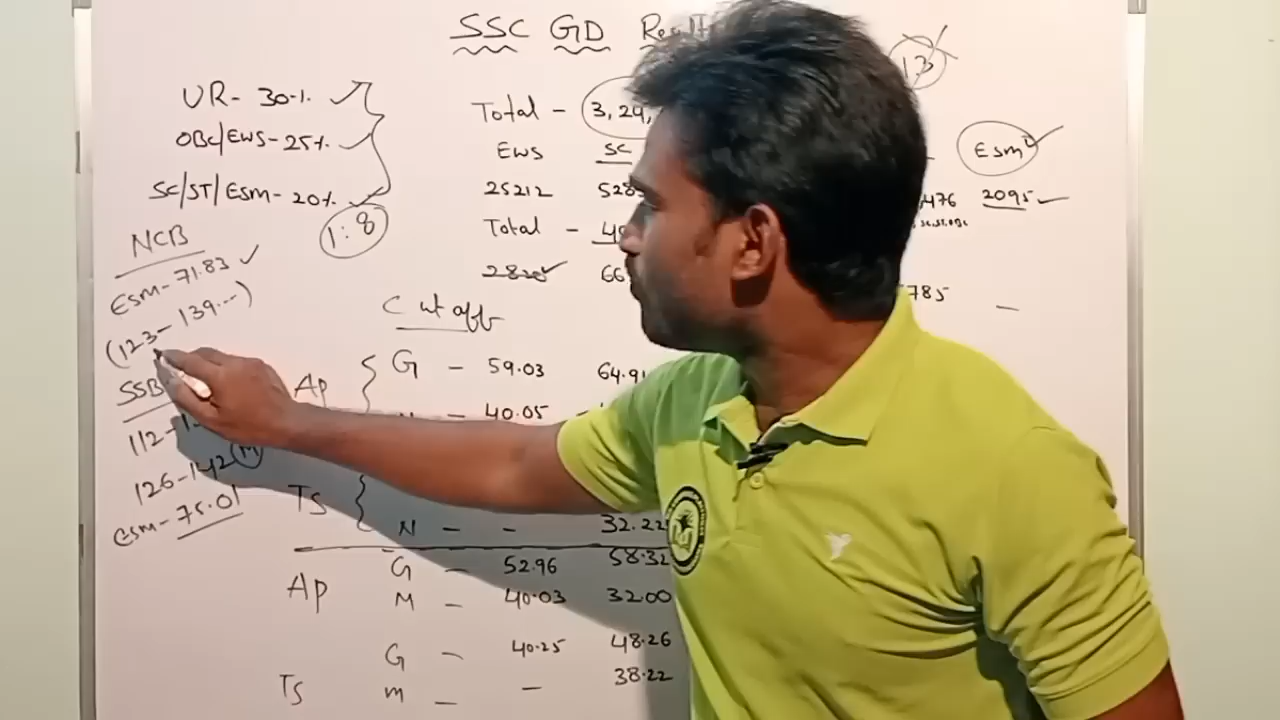 SSC GD Result
13
UR - 30%
OBC/EWS - 25%
SC/ST/ESM - 20%
1:8
Total - 3,29,
EWS SC Esm
25212 528 ,476 2095
Total - 
2820 66 785 -
NCB
Esm - 71.83
(123 - 139...)
SSB
112 -
126 - 142 M
Esm - 75.01
Cut off
Ap G - 59.03 64.91
40.05
Ts
N - - 32.22
Ap G - 52.96 58.32
M - 40.03 32.00
Ts G - 40.25 48.26
m - - 38.22